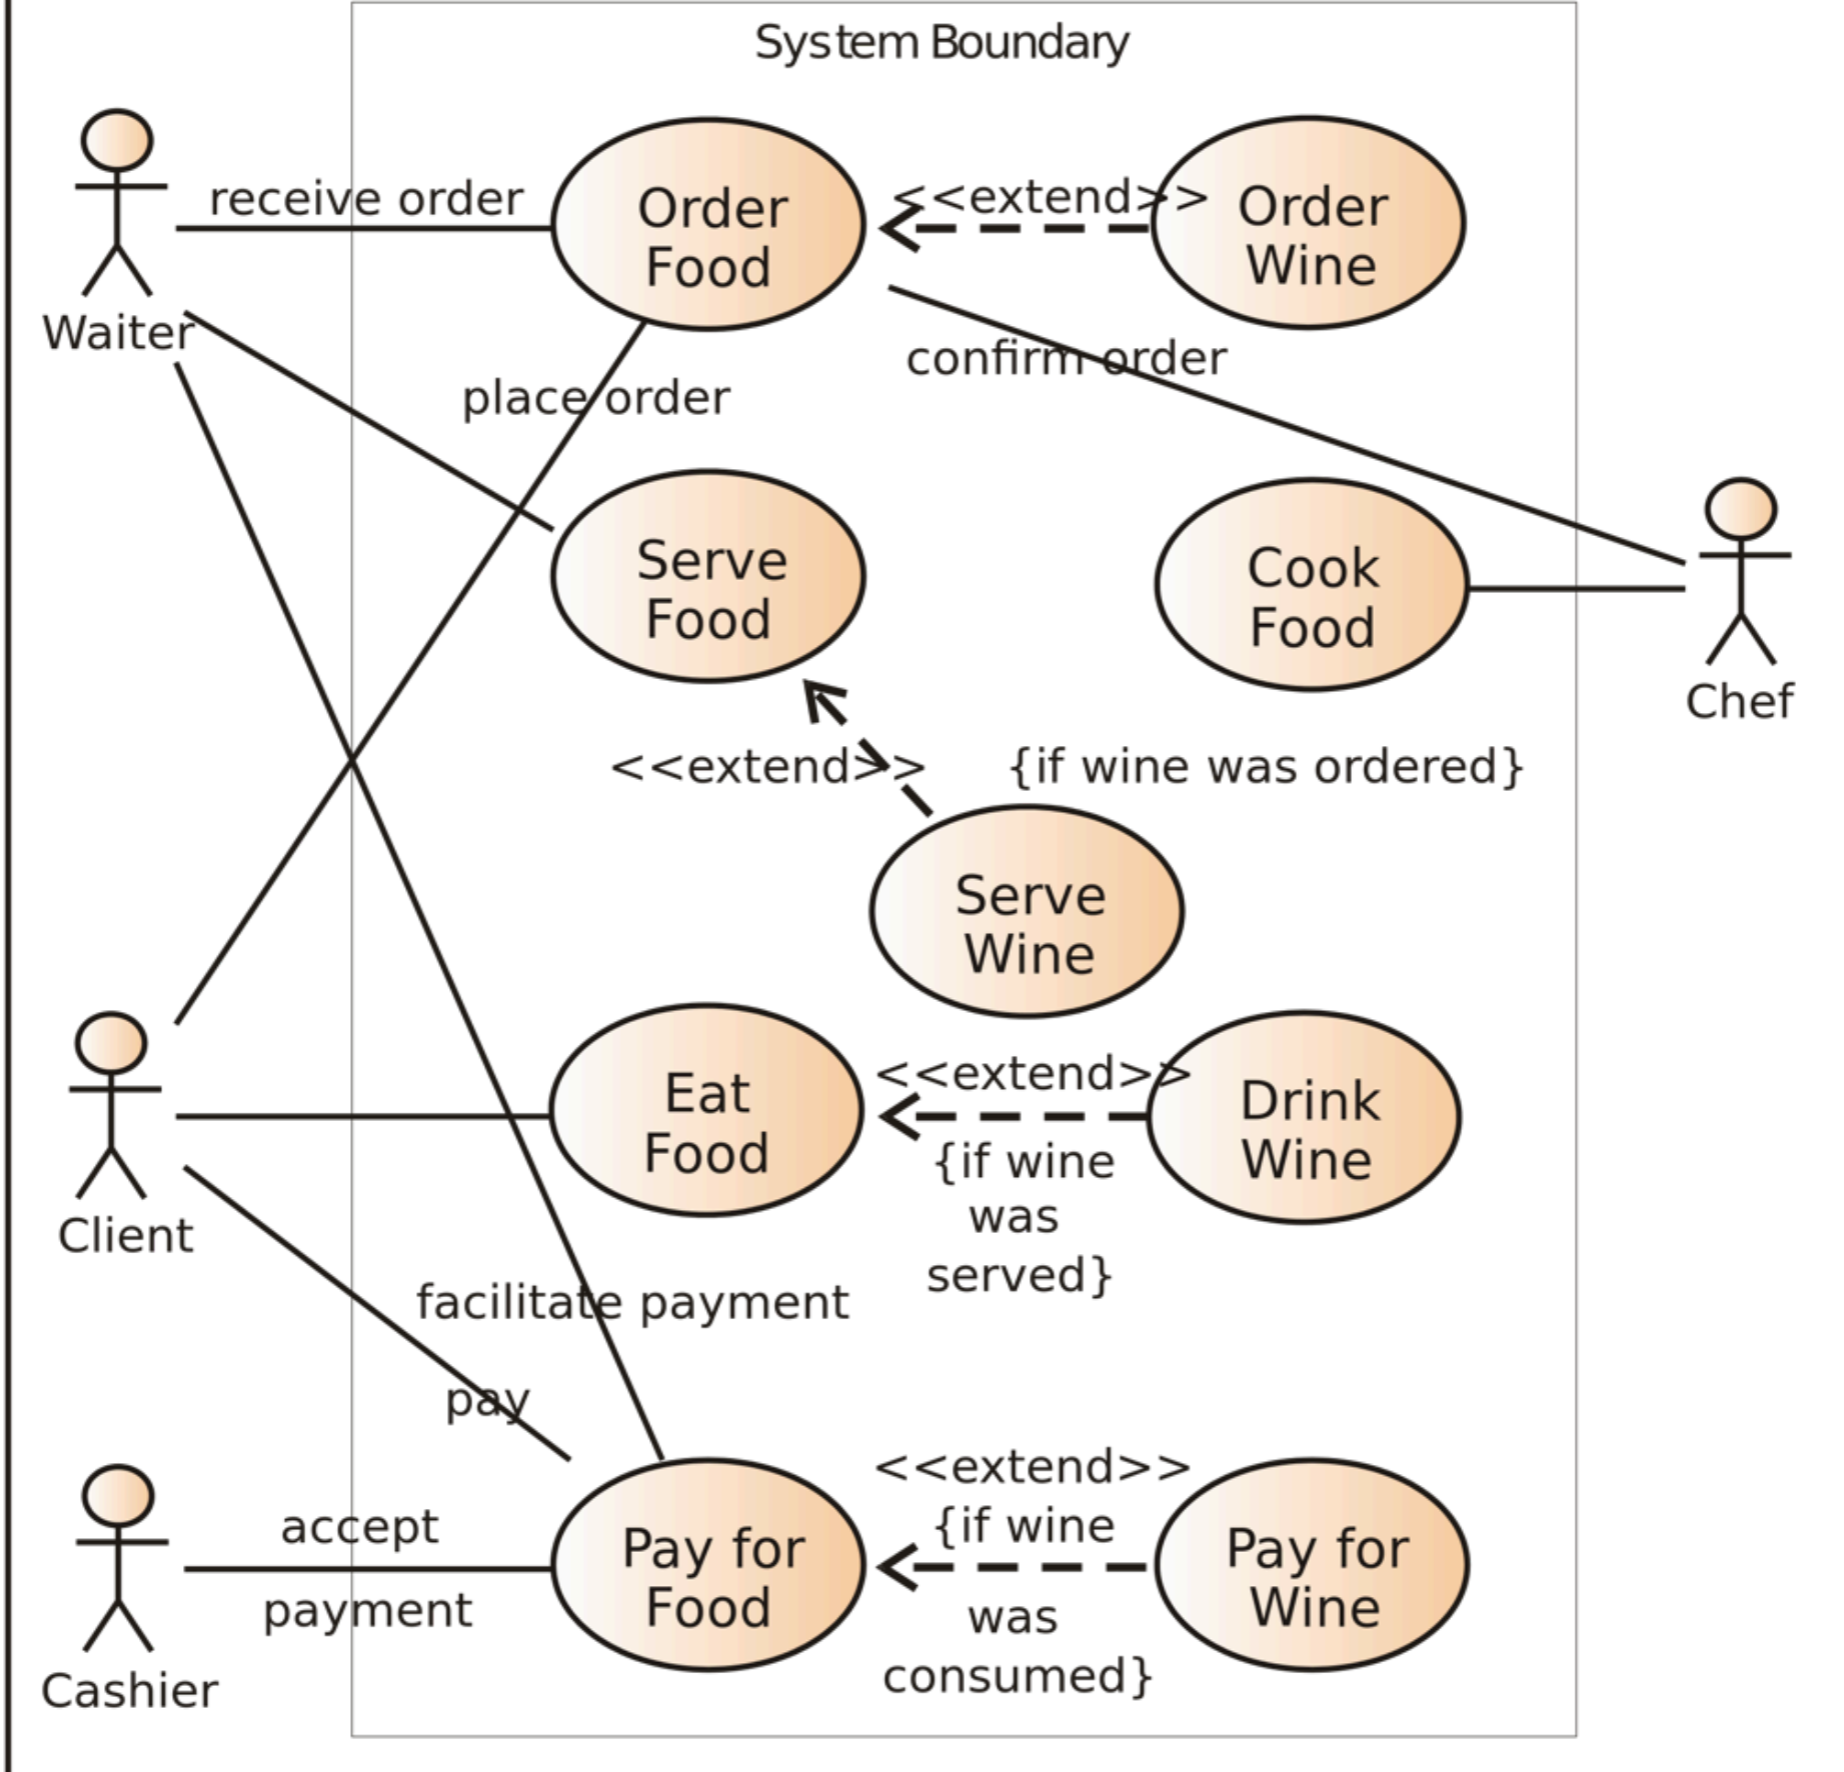 System Boundary
receive order
Order
Food
<<extend>>
Order
Wine
Waiter
confirm order
place order
Serve
Food
Cook
Food
Chef
<<extend>>
{if wine was ordered}
Serve
Wine
Eat
Food
<<extend>>
{if wine
was
served}
Drink
Wine
Client
facilitate payment
pay
accept
payment
Pay for
Food
<<extend>>
{if wine
was
consumed}
Pay for
Wine
Cashier